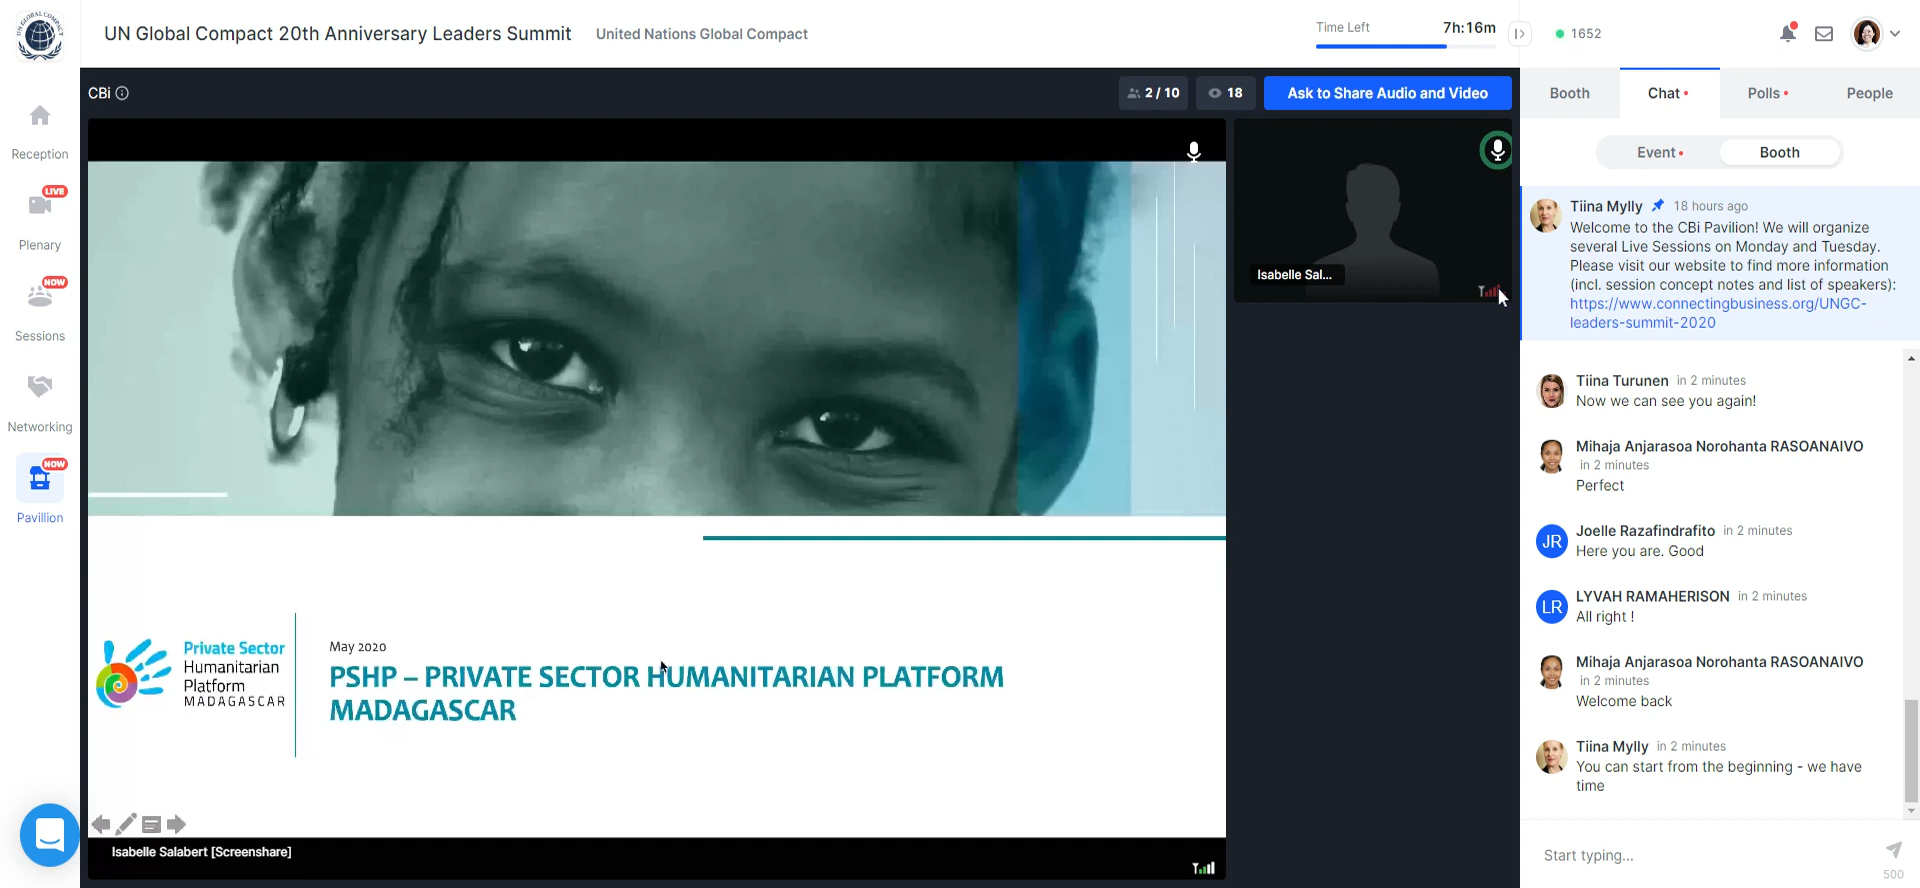 UN GLOBAL COMPACT
UN Global Compact 20th Anniversary Leaders Summit
United Nations Global Compact
Time Left
7h:16m
1652
Reception
LIVE
Plenary
NOW
Sessions
Networking
NOW
Pavillion
CBi
2 / 10
18
Ask to Share Audio and Video
Private Sector
Humanitarian
Platform
MADAGASCAR
May 2020
PSHP – PRIVATE SECTOR HUMANITARIAN PLATFORM
MADAGASCAR
Isabelle Salabert [Screenshare]
Isabelle Sal...
Booth
Chat
Polls
People
Event
Booth
Tiina Mylly 18 hours ago
Welcome to the CBi Pavilion! We will organize
several Live Sessions on Monday and Tuesday.
Please visit our website to find more information
(incl. session concept notes and list of speakers):
https://www.connectingbusiness.org/UNGC-
leaders-summit-2020
Tiina Turunen in 2 minutes
Now we can see you again!
Mihaja Anjarasoa Norohanta RASOANAIVO
in 2 minutes
Perfect
JR
Joelle Razafindrafito in 2 minutes
Here you are. Good
LR
LYVAH RAMAHERISON in 2 minutes
All right !
Mihaja Anjarasoa Norohanta RASOANAIVO
in 2 minutes
Welcome back
Tiina Mylly in 2 minutes
You can start from the beginning - we have
time
Start typing...
500